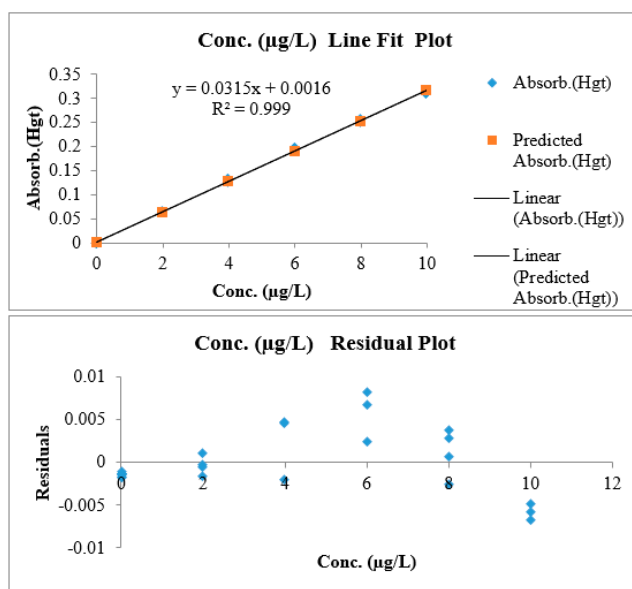 Conc. (µg/L)  Line Fit  Plot
y = 0.0315x + 0.0016
R² = 0.999
0.35
0.3
0.25
0.2
0.15
0.1
0.05
0
Absorb.(Hgt)
0 2 4 6 8 10
Conc. (µg/L)
Absorb.(Hgt)
Predicted
Absorb.(Hgt)
Linear
(Absorb.(Hgt))
Linear
(Predicted
Absorb.(Hgt))
Conc. (µg/L)   Residual Plot
0.01
0.005
0
-0.005
-0.01
Residuals
0 2 4 6 8 10 12
Conc. (µg/L)